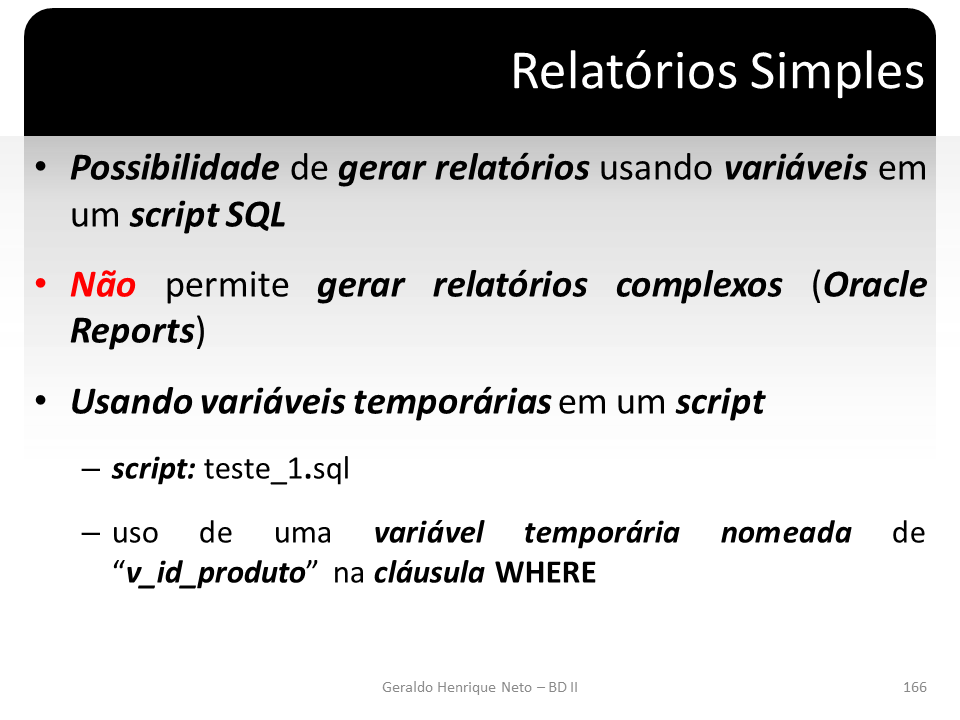 Relatórios Simples
• Possibilidade de gerar relatórios usando variáveis em
um script SQL
• Não permite gerar relatórios complexos (Oracle
Reports)
• Usando variáveis temporárias em um script
– script: teste_1.sql
– uso de uma variável temporária nomeada de
“v_id_produto” na cláusula WHERE
Geraldo Henrique Neto – BD II
166